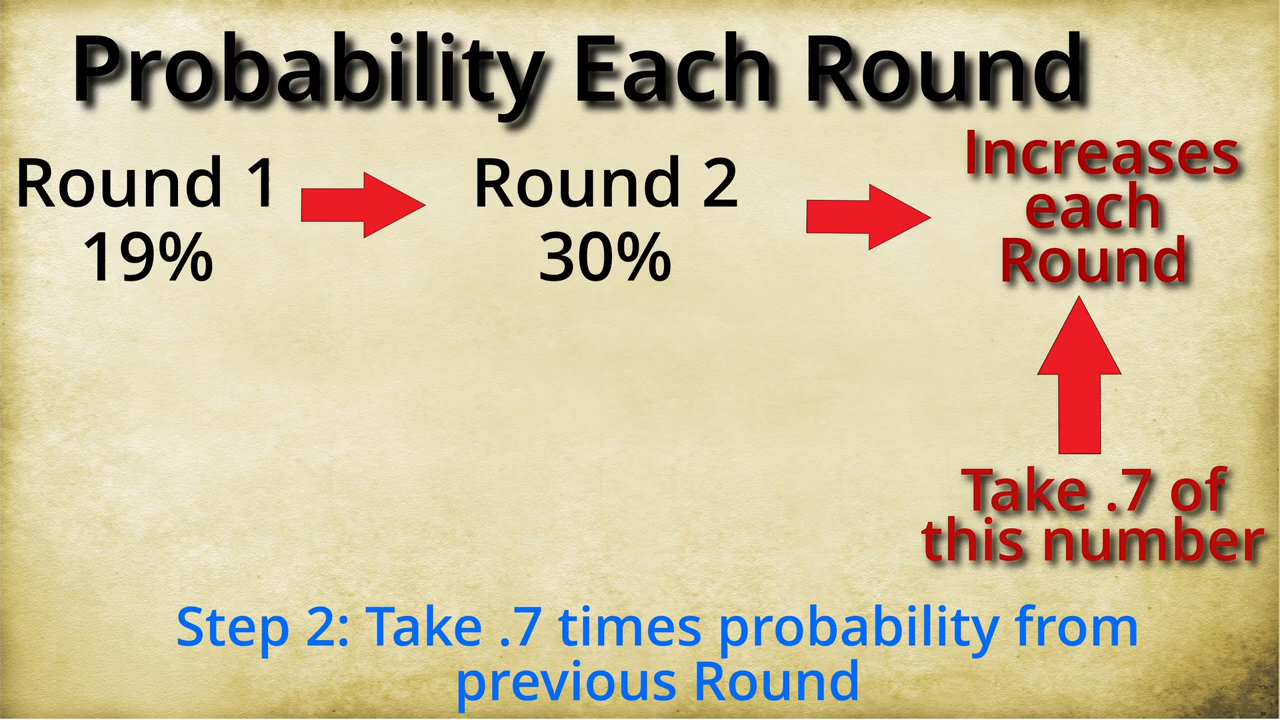 Probability Each Round
Round 1
19%
Round 2
30%
Increases
each
Round
Take .7 of
this number
Step 2: Take .7 times probability from
previous Round